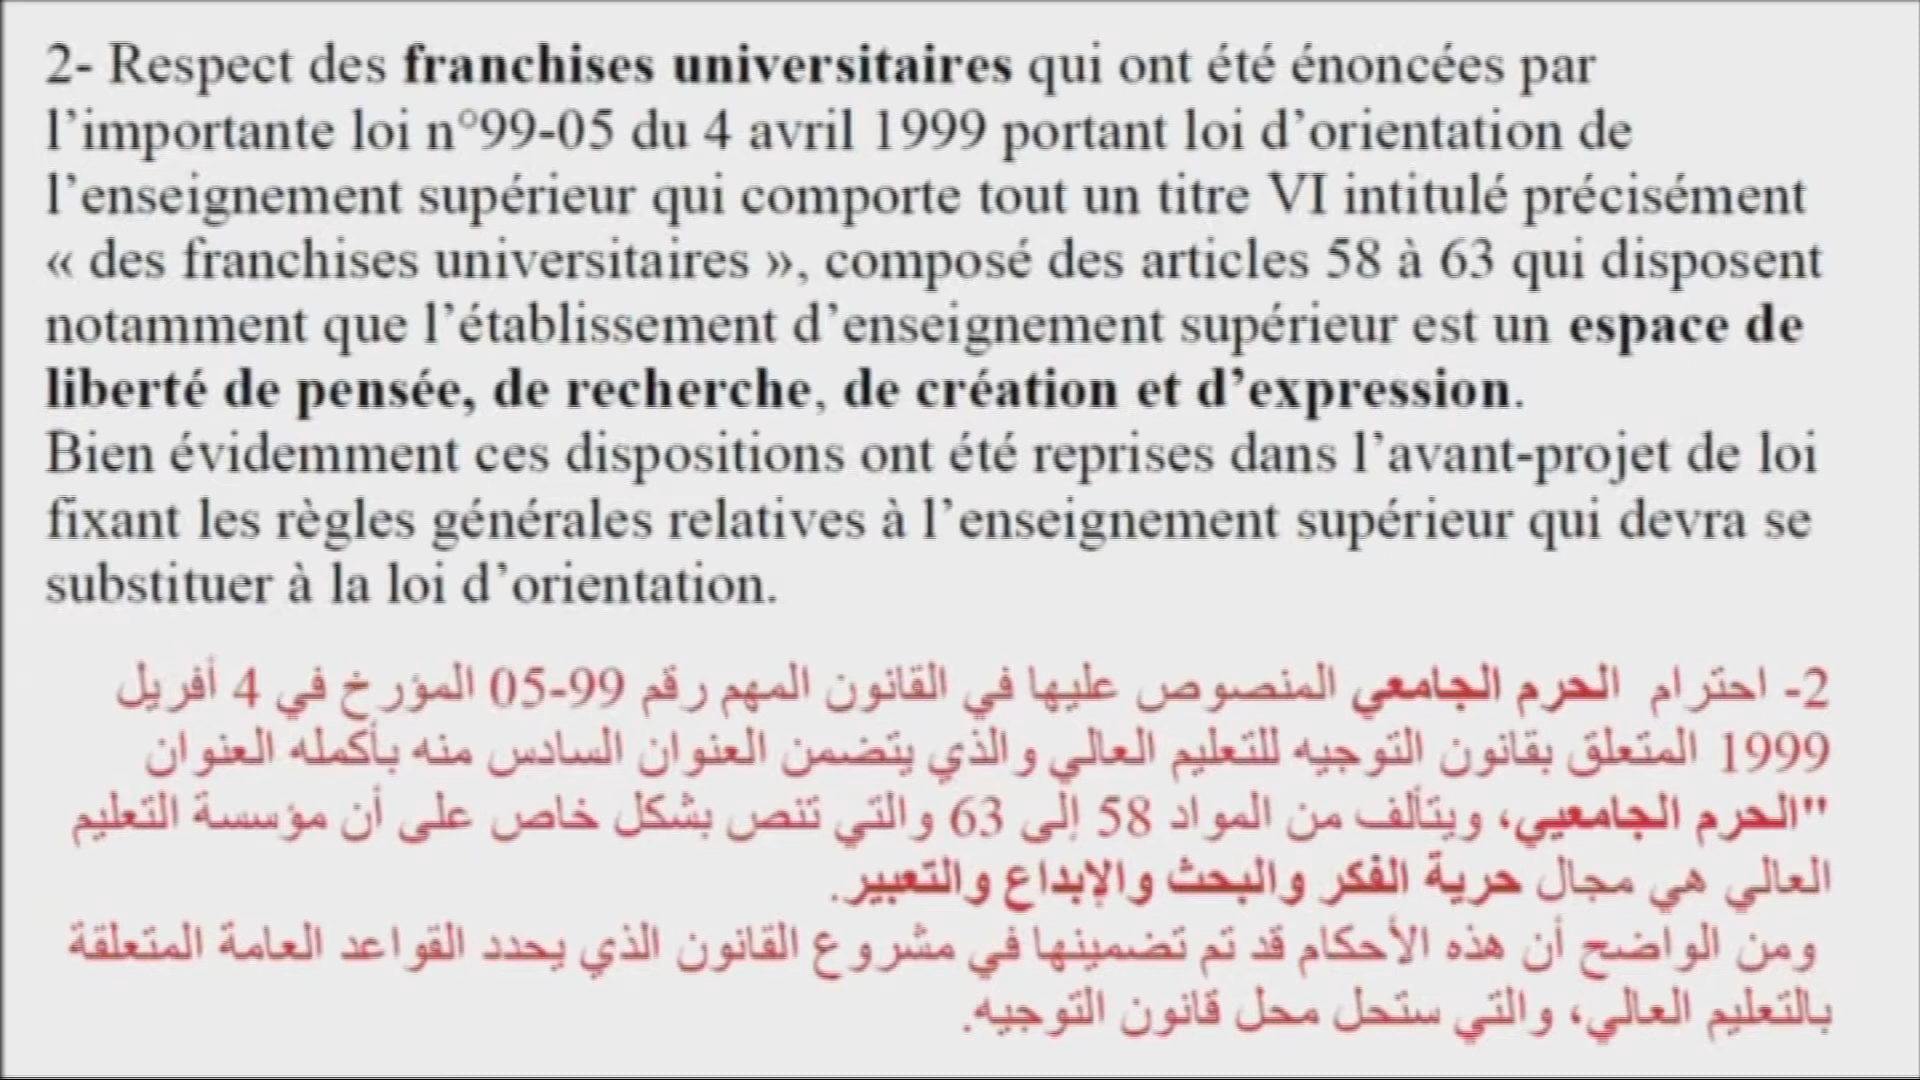 2- Respect des franchises universitaires qui ont été énoncées par
l’importante loi n°99-05 du 4 avril 1999 portant loi d’orientation de
l’enseignement supérieur qui comporte tout un titre VI intitulé précisément
« des franchises universitaires », composé des articles 58 à 63 qui disposent
notamment que l’établissement d’enseignement supérieur est un espace de
liberté de pensée, de recherche, de création et d’expression.
Bien évidemment ces dispositions ont été reprises dans l’avant-projet de loi
fixant les règles générales relatives à l’enseignement supérieur qui devra se
substituer à la loi d’orientation.
2- احترام الحرم الجامعي المنصوص عليها في القانون المهم رقم 99-05 المؤرخ في 4 أفريل
1999 المتعلق بقانون التوجيه للتعليم العالي والذي يتضمن العنوان السادس منه بأكمله العنوان
"الحرم الجامعيي، ويتألف من المواد 58 إلى 63 والتي تنص بشكل خاص على أن مؤسسة التعليم
العالي هي مجال حرية الفكر والبحث والإبداع والتعبير.
ومن الواضح أن هذه الأحكام قد تم تضمينها في مشروع القانون الذي يحدد القواعد العامة المتعلقة
بالتعليم العالي، والتي ستحل محل قانون التوجيه.